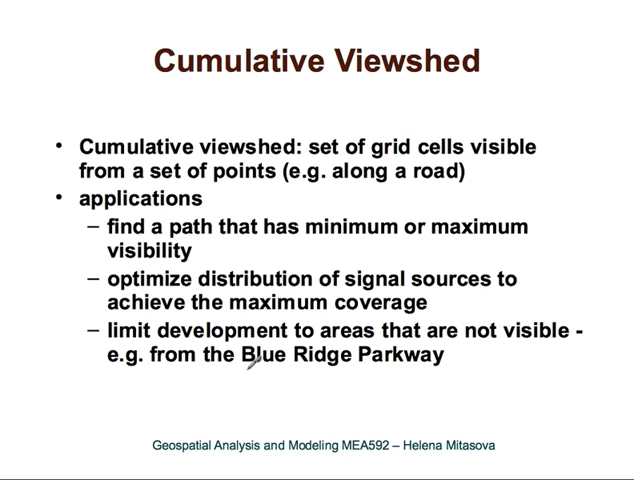 Cumulative Viewshed
• Cumulative viewshed: set of grid cells visible
from a set of points (e.g. along a road)
• applications
– find a path that has minimum or maximum
visibility
– optimize distribution of signal sources to
achieve the maximum coverage
– limit development to areas that are not visible -
e.g. from the Blue Ridge Parkway
Geospatial Analysis and Modeling MEA592 – Helena Mitasova